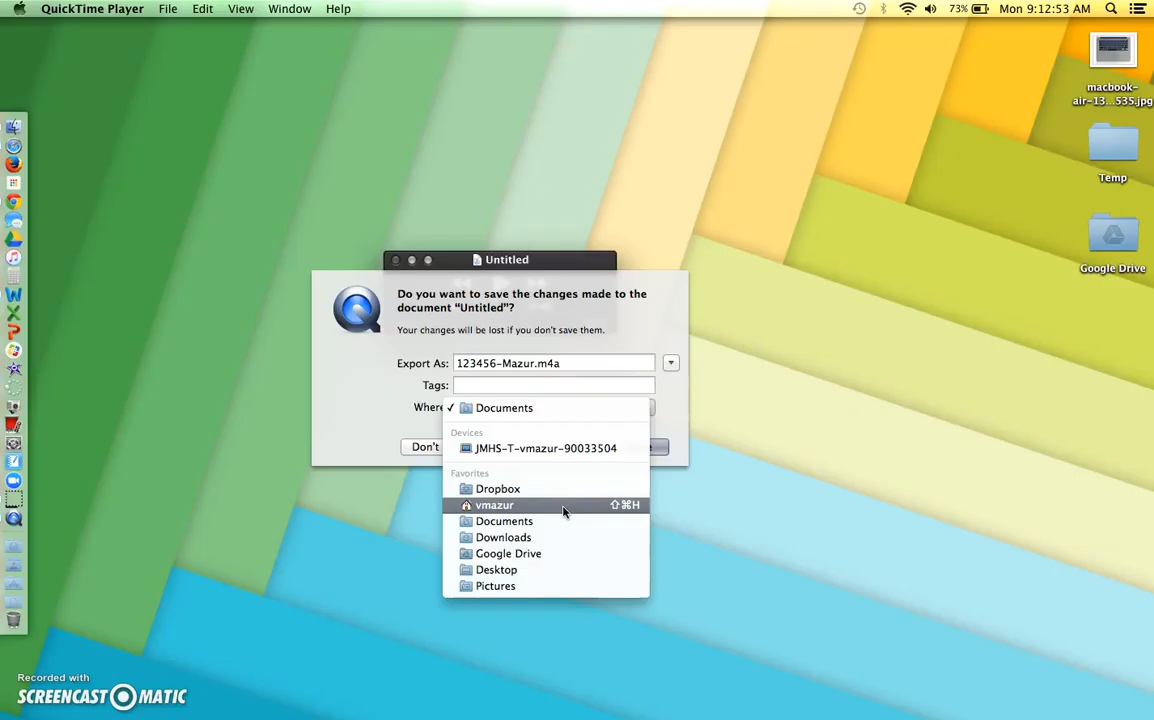 QuickTime Player File Edit View Window Help 73% Mon 9:12:53 AM
macbook-
air-13...535.jpg
Temp
Google Drive
Untitled
Do you want to save the changes made to the
document “Untitled”?
Your changes will be lost if you don’t save them.
Export As: 123456-Mazur.m4a
Tags:
Where ✓ Documents
Devices
JMHS-T-vmazur-90033504
Don't
Favorites
Dropbox
vmazur ⇧⌘H
Documents
Downloads
Google Drive
Desktop
Pictures
Recorded with
SCREENCAST-O-MATIC